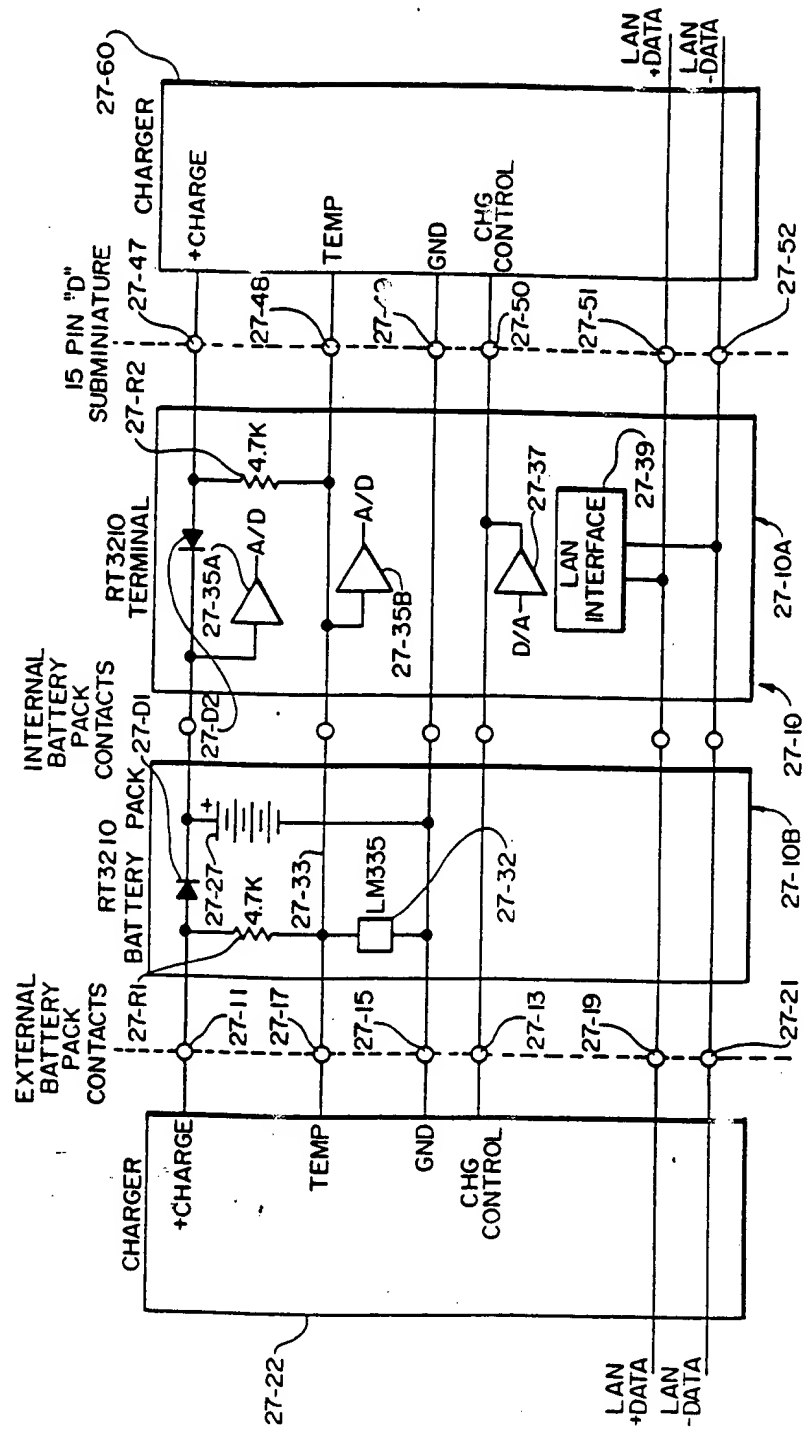 EXTERNAL
BATTERY
PACK
CONTACTS
INTERNAL
BATTERY
PACK
CONTACTS
15 PIN "D"
SUBMINIATURE
CHARGER
27-R1
RT3210
BATTERY PACK
27-D1
RT3210
TERMINAL
27-R2
27-47
CHARGER
27-60
+CHARGE
27-11
27-27
+
27-D2
27-35A
A/D
4.7K
+CHARGE
4.7K
27-33
27-48
TEMP
27-17
TEMP
A/D
27-35B
LM335
27-49
GND
27-15
GND
27-32
27-50
CHG
CONTROL
27-13
CHG
CONTROL
D/A
27-37
27-51
27-19
LAN
INTERFACE
27-39
27-22
LAN
+DATA
LAN
-DATA
27-21
27-10B
27-10
27-10A
27-52
LAN
+DATA
LAN
-DATA